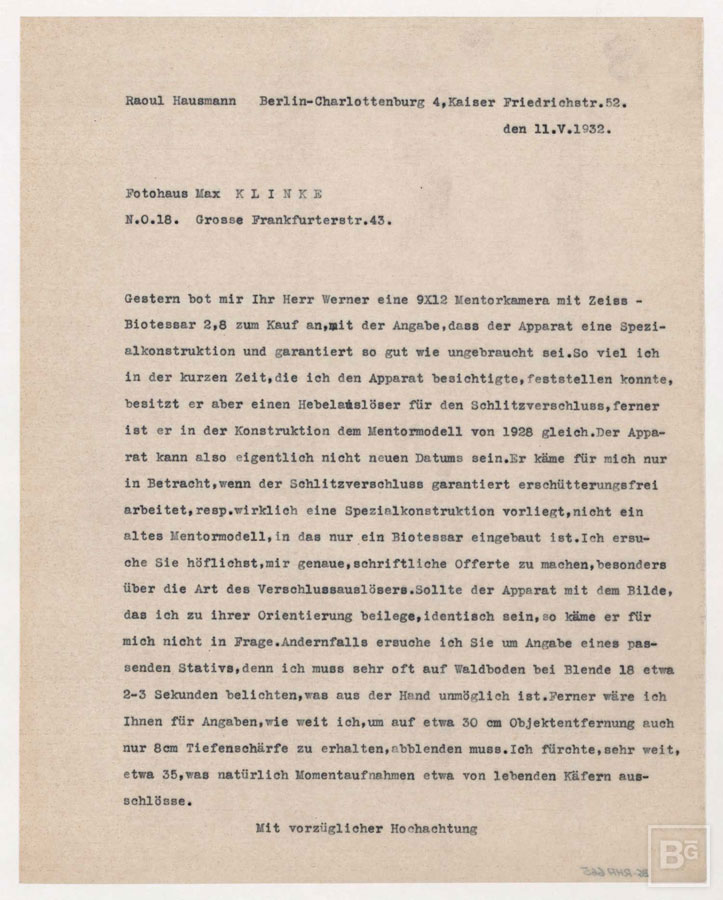 Raoul Hausmann Berlin-Charlottenburg 4,Kaiser Friedrichstr.52.
den 11.V.1932.
Fotohaus Max K L I N K E
N.O.18. Grosse Frankfurterstr.43.
Gestern bot mir Ihr Herr Werner eine 9X12 Mentorkamera mit Zeiss -
Biotessar 2,8 zum Kauf an,mit der Angabe,dass der Apparat eine Spezi-
alkonstruktion und garantiert so gut wie ungebraucht sei.So viel ich
in der kurzen Zeit,die ich den Apparat besichtigte,feststellen konnte,
besitzt er aber einen Hebelauslöser für den Schlitzverschluss,ferner
ist er in der Konstruktion dem Mentormodell von 1928 gleich.Der Appa-
rat kann also eigentlich nicht neuen Datums sein.Er käme für mich nur
in Betracht,wenn der Schlitzverschluss garantiert erschütterungsfrei
arbeitet,resp.wirklich eine Spezialkonstruktion vorliegt,nicht ein
altes Mentormodell,in das nur ein Biotessar eingebaut ist.Ich ersu-
che Sie höflichst,mir genaue,schriftliche Offerte zu machen,besonders
über die Art des Verschlussauslösers.Sollte der Apparat mit dem Bilde,
das ich zu ihrer Orientierung beilege,identisch sein,so käme er für
mich nicht in Frage.Andernfalls ersuche ich Sie um Angabe eines pas-
senden Stativs,denn ich muss sehr oft auf Waldboden bei Blende 18 etwa
2-3 Sekunden belichten,was aus der Hand unmöglich ist.Ferner wäre ich
Ihnen für Angaben,wie weit ich,um auf etwa 30 cm Objektentfernung auch
nur 8cm Tiefenschärfe zu erhalten,abblenden muss.Ich fürchte,sehr weit,
etwa 35,was natürlich Momentaufnahmen etwa von lebenden Käfern aus-
schlösse.
Mit vorzüglicher Hochachtung
BG-RHA 665
BG